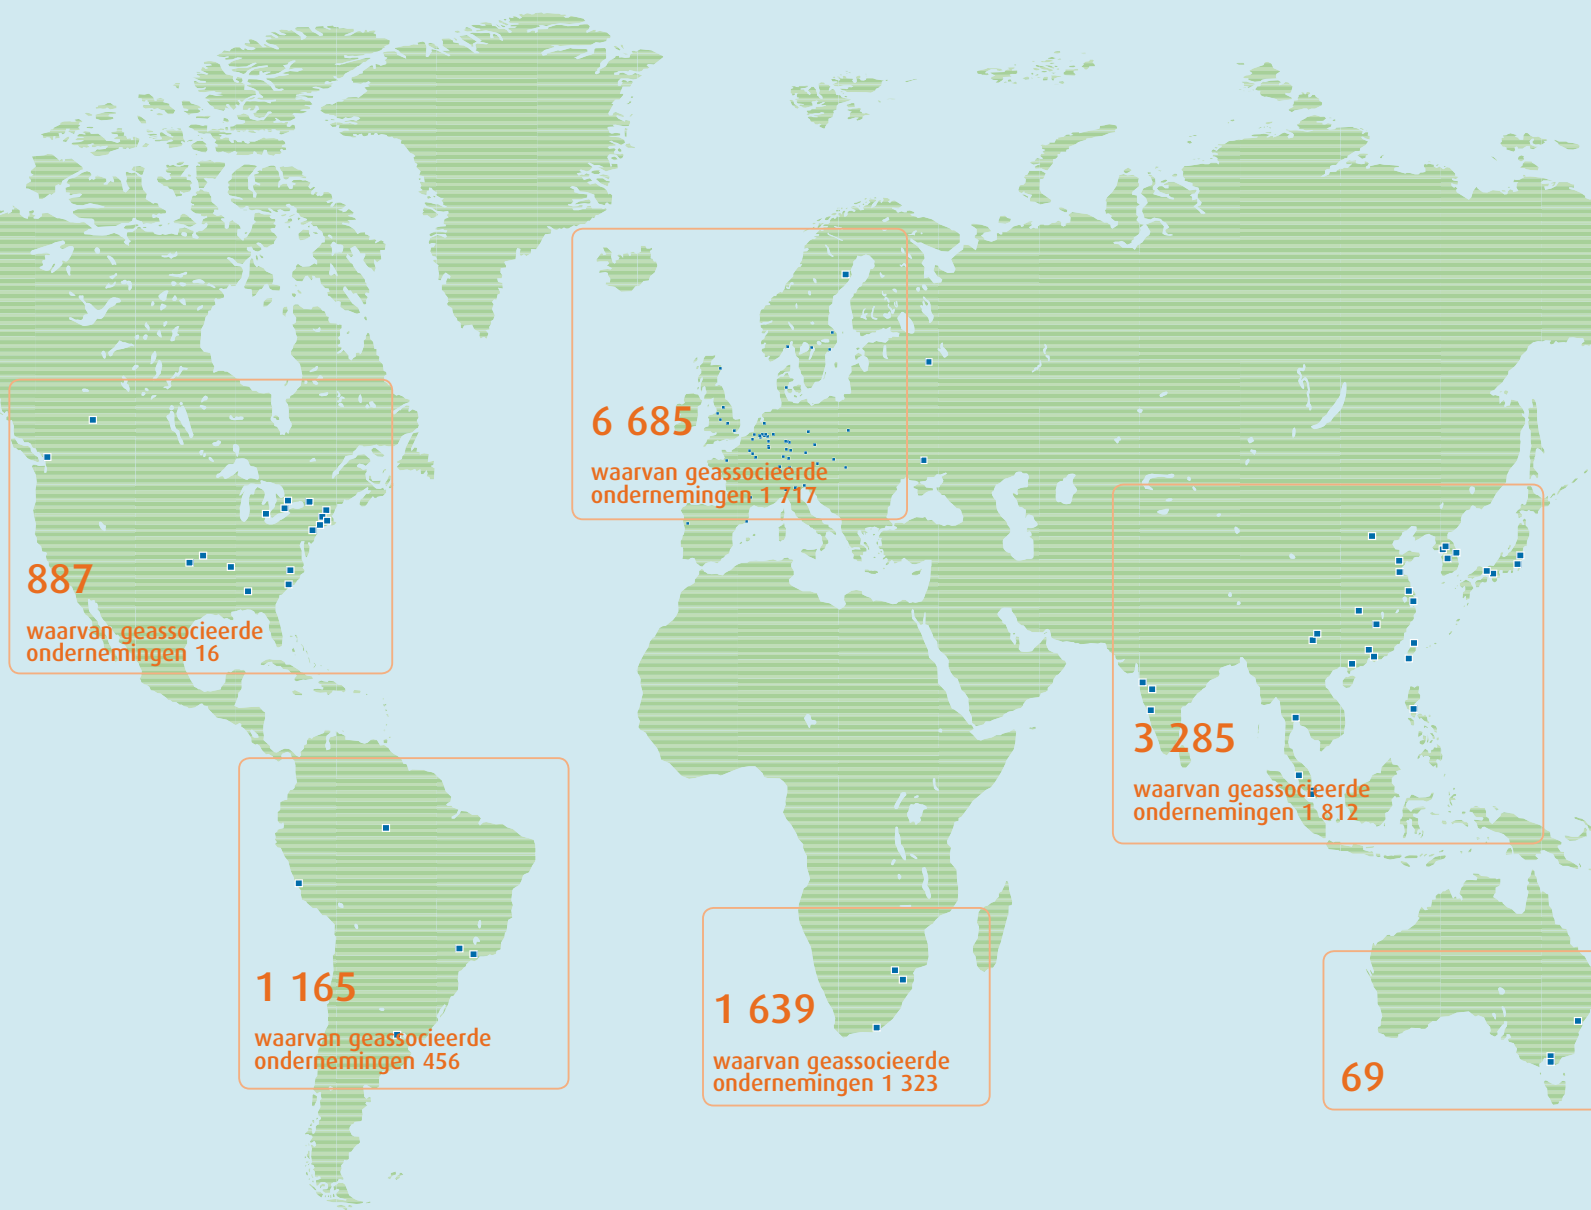 6 685
waarvan geassocieerde
ondernemingen 1 717
887
waarvan geassocieerde
ondernemingen 16
3 285
waarvan geassocieerde
ondernemingen 1 812
1 165
waarvan geassocieerde
ondernemingen 456
1 639
waarvan geassocieerde
ondernemingen 1 323
69